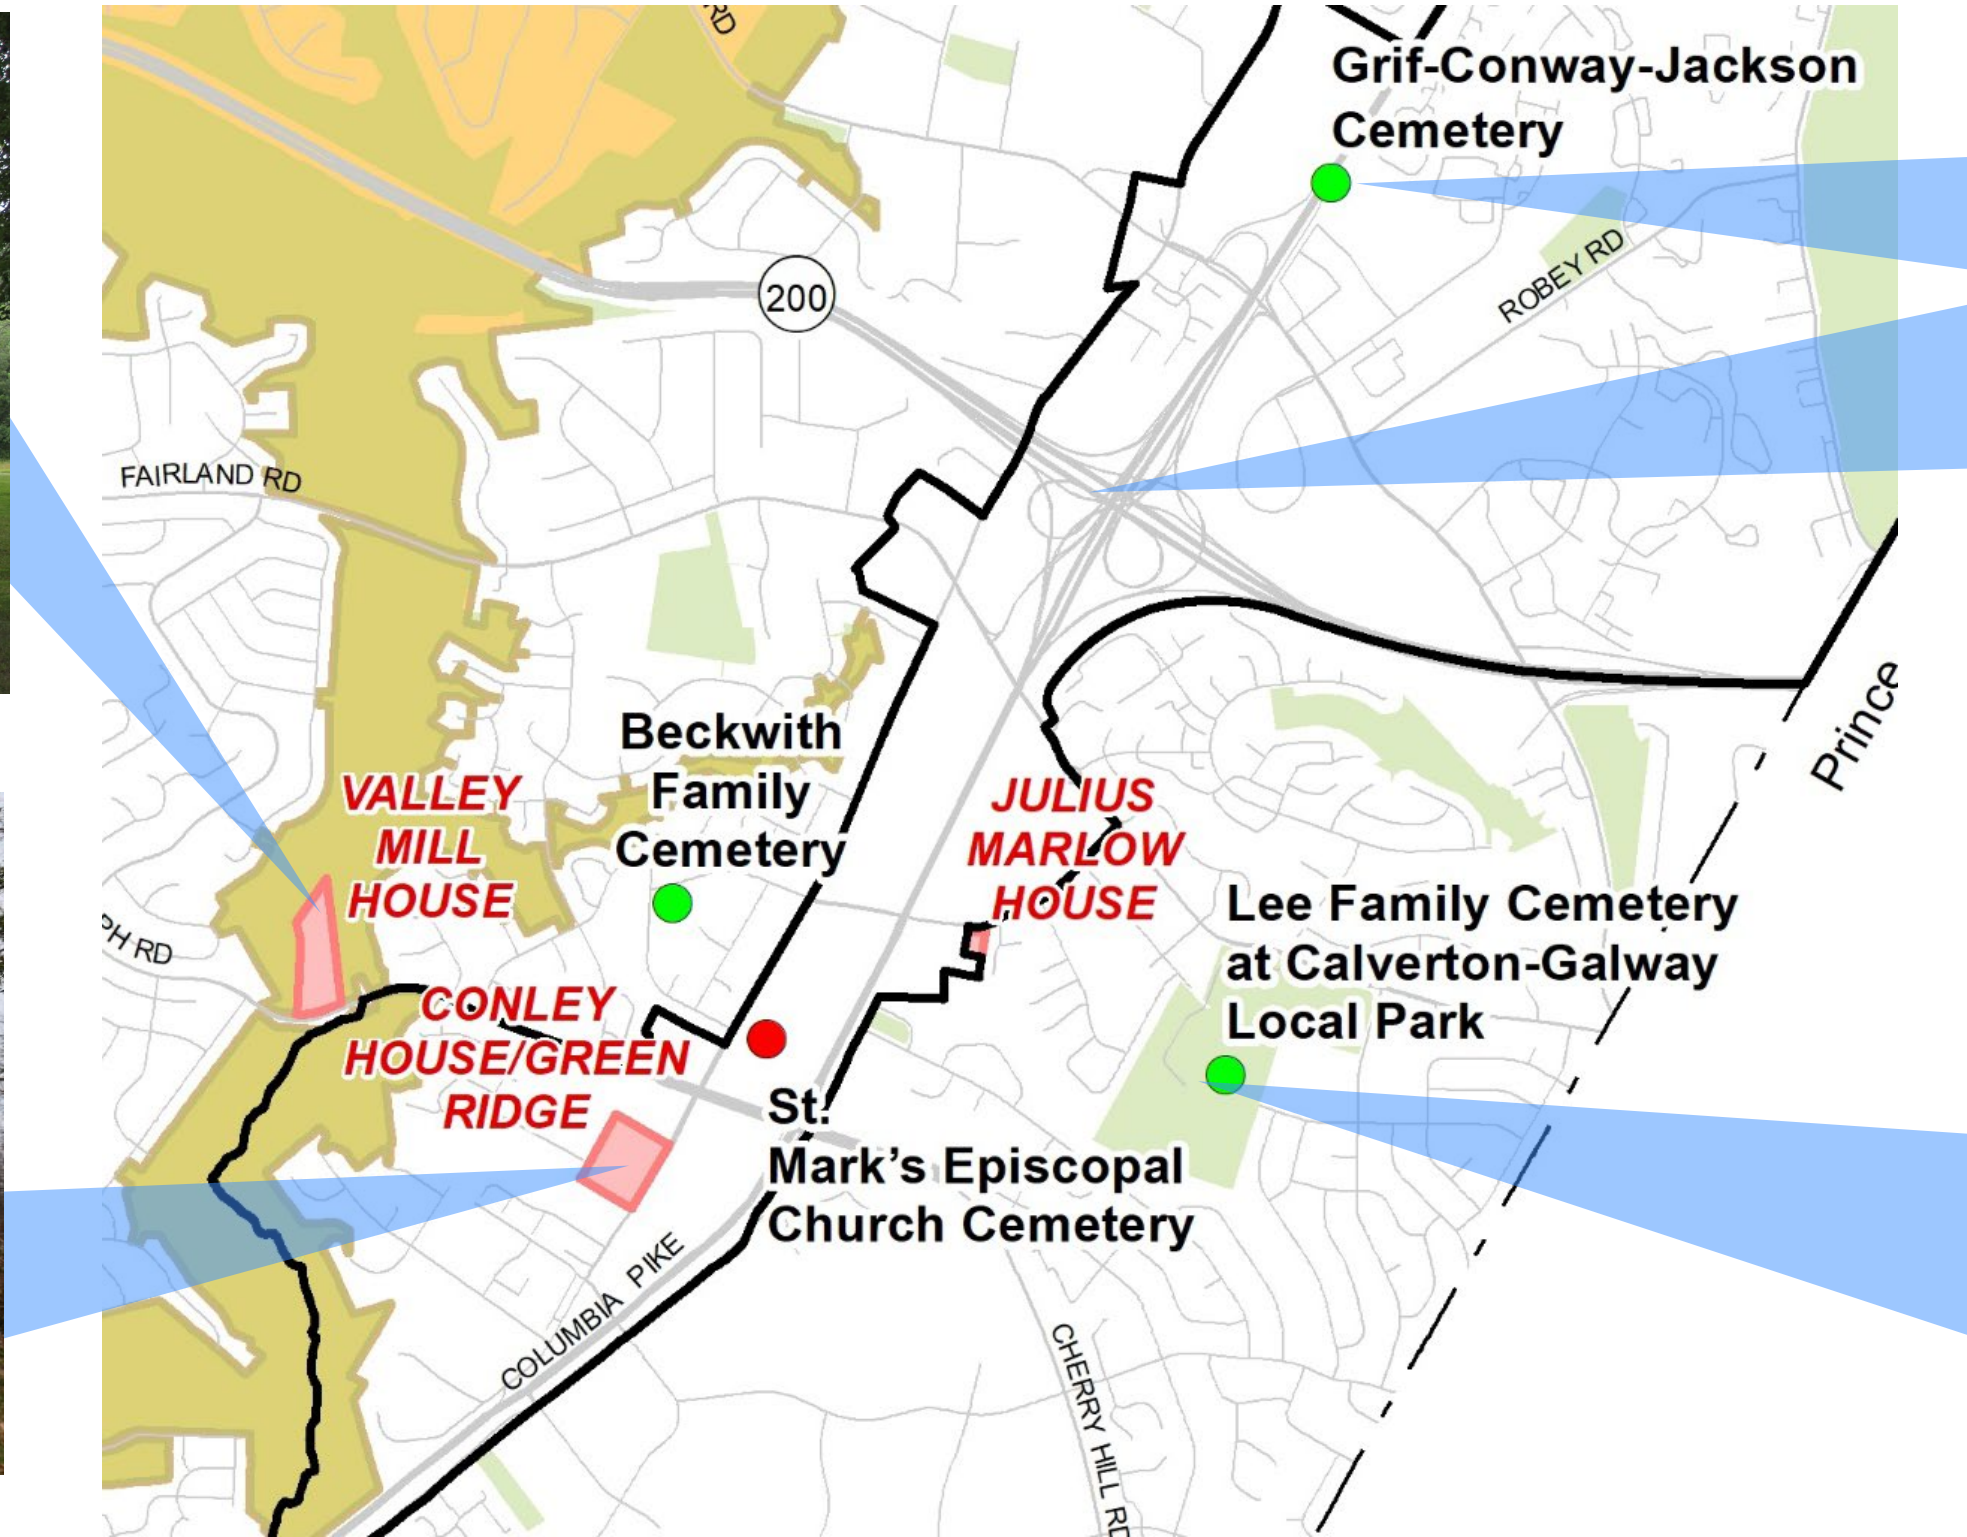 RD
Grif-Conway-Jackson
Cemetery
200
ROBEY RD
FAIRLAND RD
Prince
Beckwith
Family
Cemetery
VALLEY
MILL
HOUSE
JULIUS
MARLOW
HOUSE
Lee Family Cemetery
at Calverton-Galway
Local Park
PH RD
CONLEY
HOUSE/GREEN
RIDGE
St.
Mark's Episcopal
Church Cemetery
COLUMBIA PIKE
CHERRY HILL RD